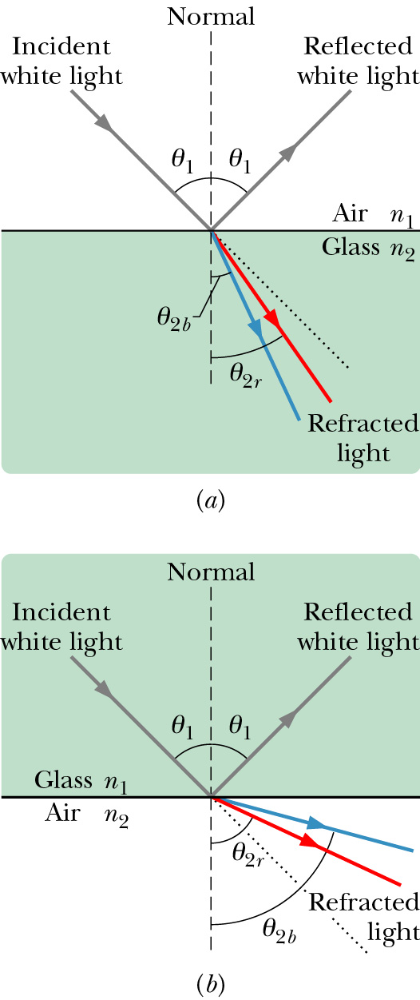 Normal
Incident
white light
Reflected
white light
θ1 θ1
Air n1
Glass n2
θ2b
θ2r
Refracted
light
(a)
Normal
Incident
white light
Reflected
white light
θ1 θ1
Glass n1
Air n2
θ2r
Refracted
light
θ2b
(b)